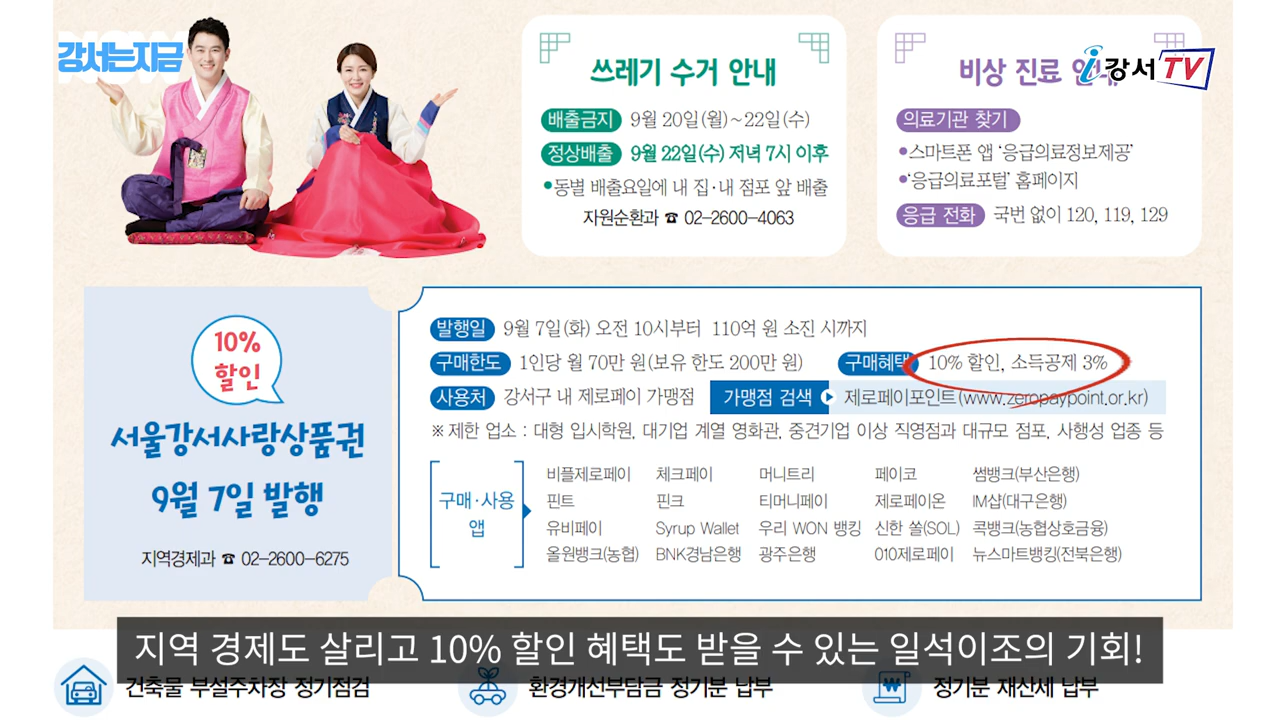 강서는지금
i강서TV
쓰레기 수거 안내
배출금지 9월 20일(월)~22일(수)
정상배출 9월 22일(수) 저녁 7시 이후
•동별 배출요일에 내 집·내 점포 앞 배출
자원순환과 ☎ 02-2600-4063
비상 진료 안내
의료기관 찾기
•스마트폰 앱 ‘응급의료정보제공’
•‘응급의료포털’ 홈페이지
응급 전화 국번 없이 120, 119, 129
10%
할인
서울강서사랑상품권
9월 7일 발행
지역경제과 ☎ 02-2600-6275
발행일 9월 7일(화) 오전 10시부터 110억 원 소진 시까지
구매한도 1인당 월 70만 원(보유 한도 200만 원) 구매혜택 10% 할인, 소득공제 3%
사용처 강서구 내 제로페이 가맹점 가맹점 검색 제로페이포인트(www.zeropaypoint.or.kr)
※ 제한 업소 : 대형 입시학원, 대기업 계열 영화관, 중견기업 이상 직영점과 대규모 점포, 사행성 업종 등
구매·사용
앱
비플제로페이 체크페이 머니트리 페이코 썸뱅크(부산은행)
핀트 핀크 티머니페이 제로페이온 IM샵(대구은행)
유비페이 Syrup Wallet 우리 WON 뱅킹 신한 쏠(SOL) 콕뱅크(농협상호금융)
올원뱅크(농협) BNK경남은행 광주은행 010제로페이 뉴스마트뱅킹(전북은행)
지역 경제도 살리고 10% 할인 혜택도 받을 수 있는 일석이조의 기회!
건축물 부설주차장 정기점검 환경개선부담금 정기분 납부 정기분 재산세 납부